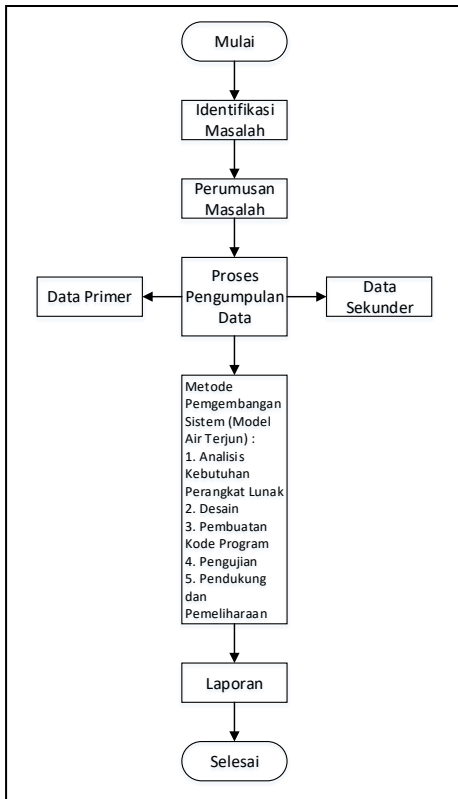 Mulai
Identifikasi
Masalah
Perumusan
Masalah
Data Primer
Proses
Pengumpulan
Data
Data
Sekunder
Metode
Pemgembangan
Sistem (Model
Air Terjun) :
1. Analisis
Kebutuhan
Perangkat Lunak
2. Desain
3. Pembuatan
Kode Program
4. Pengujian
5. Pendukung
dan
Pemeliharaan
Laporan
Selesai